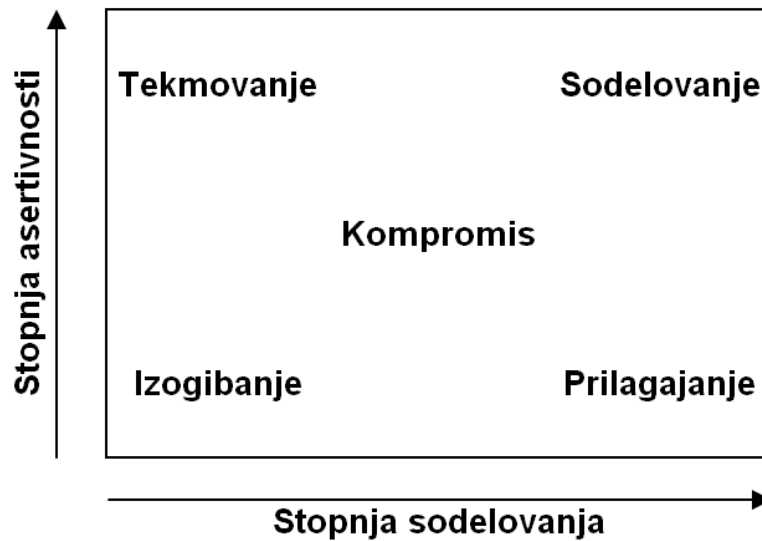 Stopnja asertivnosti
Tekmovanje
Sodelovanje
Kompromis
Izogibanje
Prilagajanje
Stopnja sodelovanja